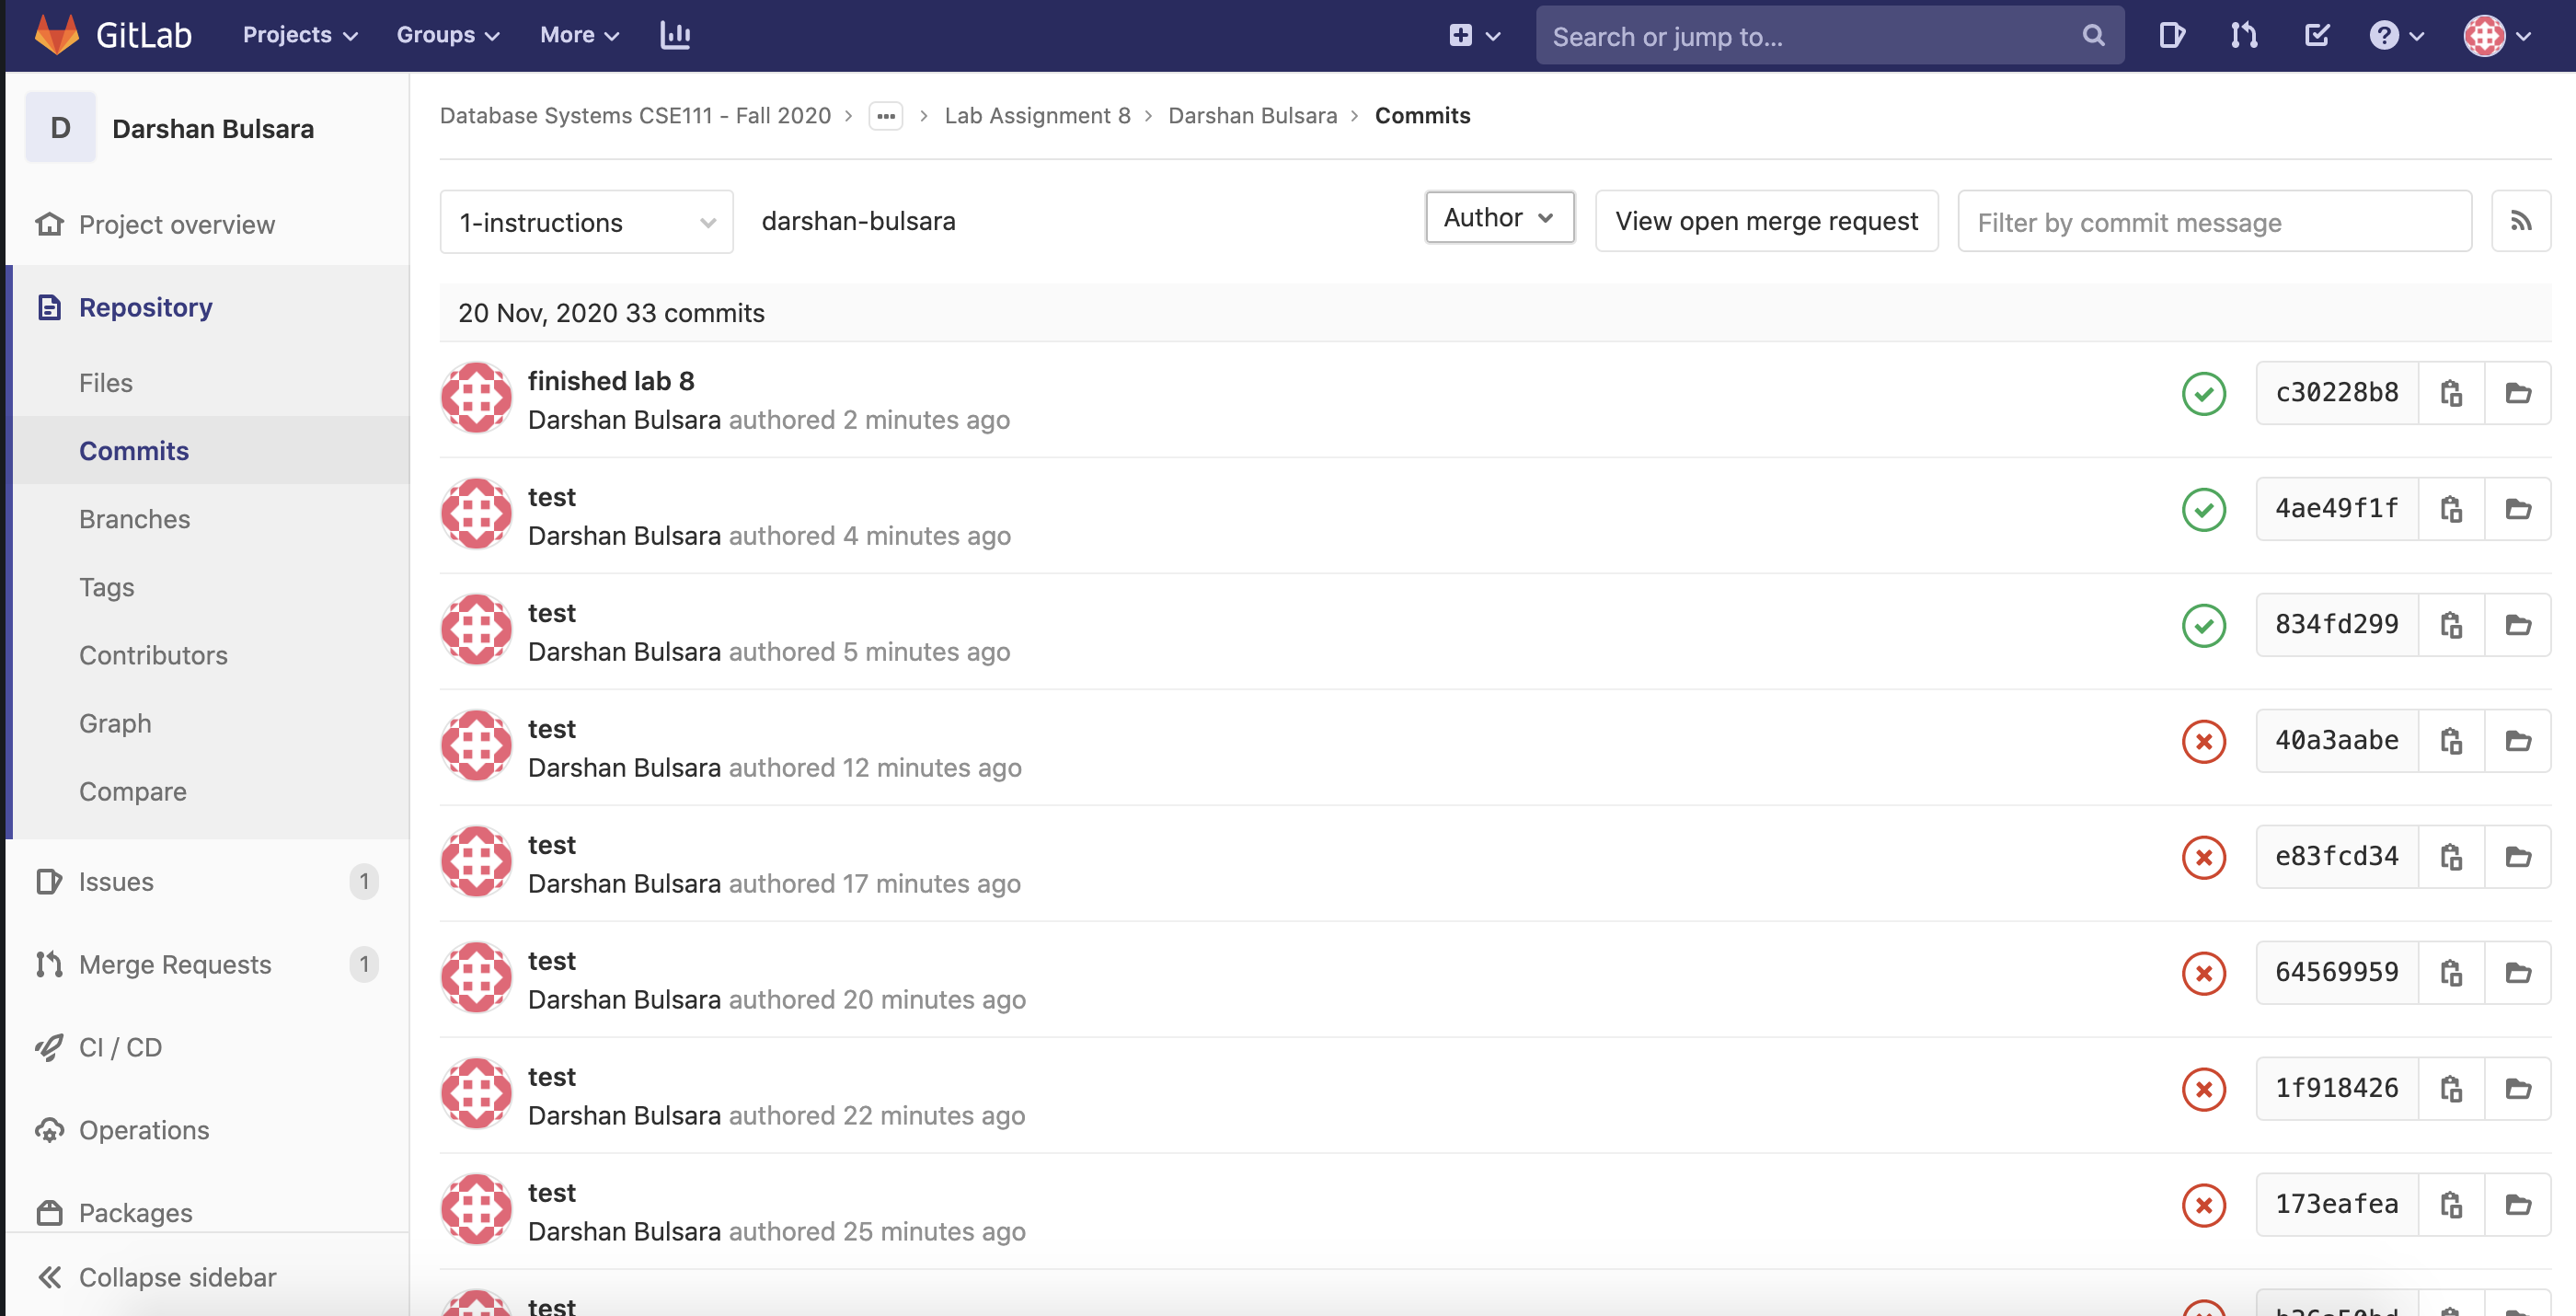 GitLab Projects Groups More Search or jump to...
D Darshan Bulsara
Project overview
Repository
Files
Commits
Branches
Tags
Contributors
Graph
Compare
Issues 1
Merge Requests 1
CI / CD
Operations
Packages
Collapse sidebar
Database Systems CSE111 - Fall 2020 > ... > Lab Assignment 8 > Darshan Bulsara > Commits
1-instructions darshan-bulsara Author View open merge request Filter by commit message
20 Nov, 2020 33 commits
finished lab 8
Darshan Bulsara authored 2 minutes ago
c30228b8
test
Darshan Bulsara authored 4 minutes ago
4ae49f1f
test
Darshan Bulsara authored 5 minutes ago
834fd299
test
Darshan Bulsara authored 12 minutes ago
40a3aabe
test
Darshan Bulsara authored 17 minutes ago
e83fcd34
test
Darshan Bulsara authored 20 minutes ago
64569959
test
Darshan Bulsara authored 22 minutes ago
1f918426
test
Darshan Bulsara authored 25 minutes ago
173eafea
test